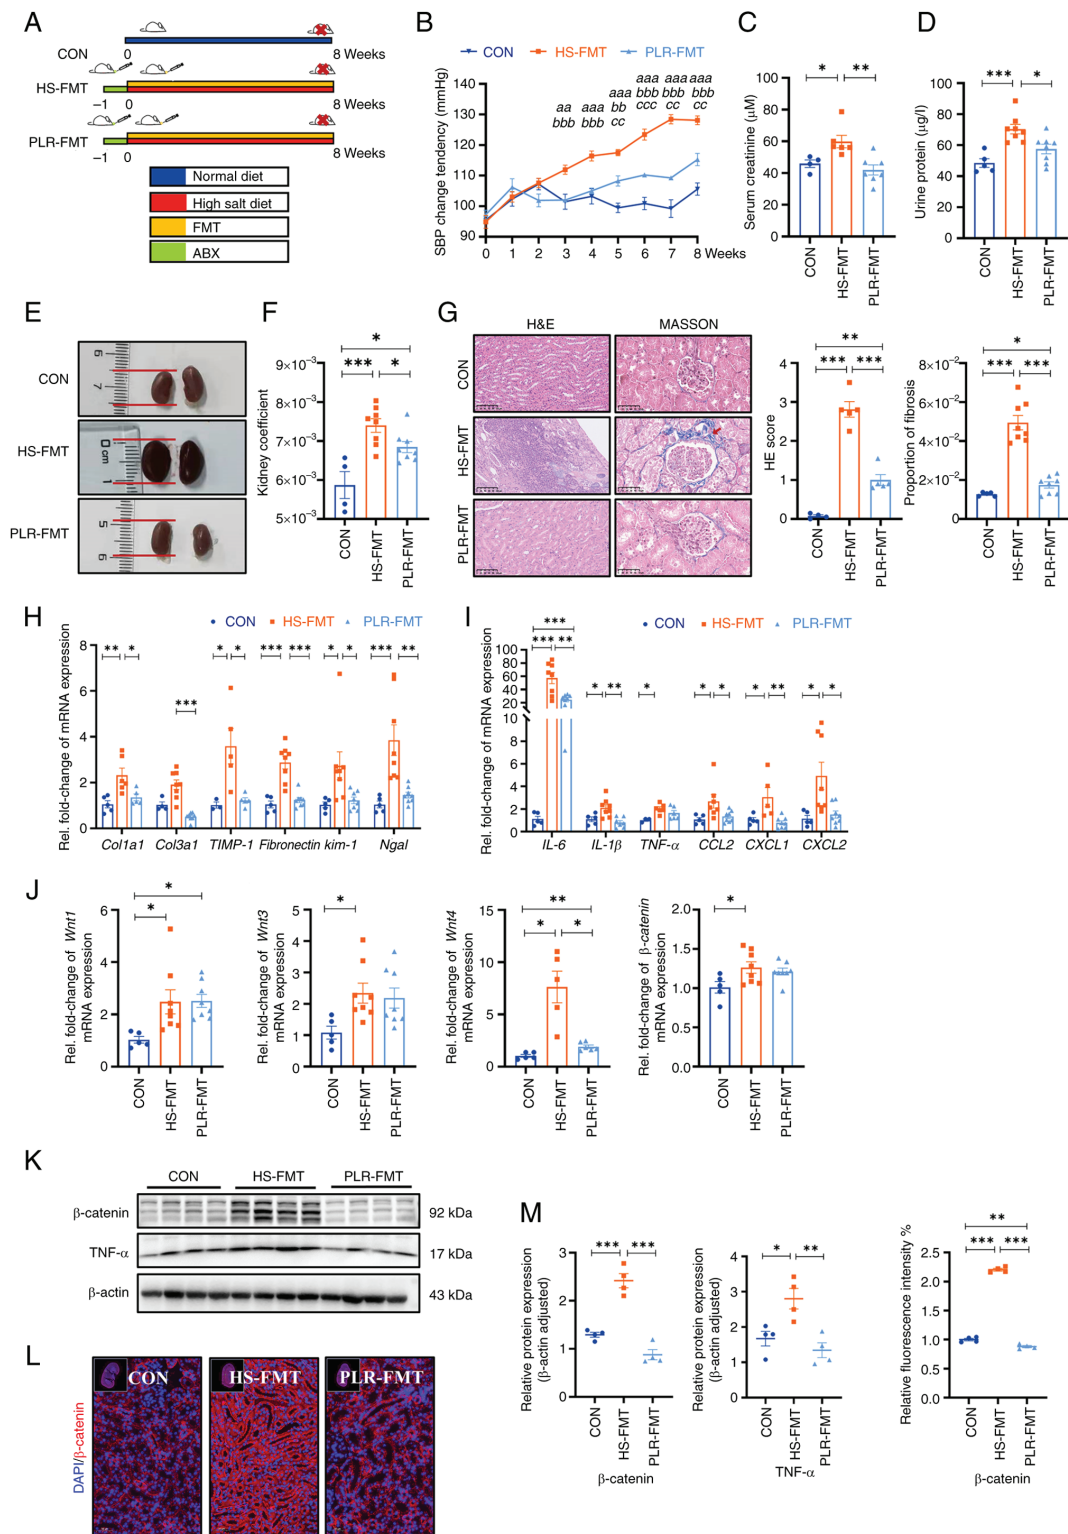 A
CON
0
8 Weeks
HS-FMT
−1
0
8 Weeks
PLR-FMT
−1
0
8 Weeks
Normal diet
High salt diet
FMT
ABX
B
CON
HS-FMT
PLR-FMT
SBP change tendency (mmHg)
140
130
120
110
100
90
aa
bbb
aaa
bbb
aaa
bb
cc
aaa
bbb
ccc
aaa
bbb
cc
aaa
bbb
cc
0 1 2 3 4 5 6 7 8 Weeks
C
* **
Serum creatinine (μM)
100
80
60
40
20
0
CON
HS-FMT
PLR-FMT
D
*** *
Urine protein (μg/l)
100
80
60
40
20
0
CON
HS-FMT
PLR-FMT
E
CON
HS-FMT
PLR-FMT
6
7
0 cm
1
5
6
F
*
*** *
Kidney coefficient
9×10⁻³
8×10⁻³
7×10⁻³
6×10⁻³
5×10⁻³
CON
HS-FMT
PLR-FMT
G
H&E
MASSON
CON
HS-FMT
PLR-FMT
**
*** ***
HE score
4
3
2
1
0
CON
HS-FMT
PLR-FMT
*
*** ***
Proportion of fibrosis
8×10⁻²
6×10⁻²
4×10⁻²
2×10⁻²
0
CON
HS-FMT
PLR-FMT
H
CON
HS-FMT
PLR-FMT
Rel. fold-change of mRNA expression
8
6
4
2
0
** *
***
* *
*** ***
* *
*** **
Col1a1 Col3a1 TIMP-1 Fibronectin kim-1 Ngal
I
CON
HS-FMT
PLR-FMT
Rel. fold-change of mRNA expression
100
80
60
40
20
10
8
6
4
2
0
***
*** **
* **
*
* *
* **
* *
IL-6 IL-1β TNF-α CCL2 CXCL1 CXCL2
J
*
*
Rel. fold-change of Wnt1
mRNA expression
6
4
2
0
CON
HS-FMT
PLR-FMT
*
Rel. fold-change of Wnt3
mRNA expression
5
4
3
2
1
0
CON
HS-FMT
PLR-FMT
**
* *
Rel. fold-change of Wnt4
mRNA expression
15
10
5
0
CON
HS-FMT
PLR-FMT
*
Rel. fold-change of β-catenin
mRNA expression
2.0
1.5
1.0
0.5
0.0
CON
HS-FMT
PLR-FMT
K
CON HS-FMT PLR-FMT
β-catenin 92 kDa
TNF-α 17 kDa
β-actin 43 kDa
L
DAPI/β-catenin
CON
HS-FMT
PLR-FMT
M
*** ***
Relative protein expression
(β-actin adjusted)
3
2
1
0
CON
HS-FMT
PLR-FMT
β-catenin
* **
Relative protein expression
(β-actin adjusted)
4
3
2
1
0
CON
HS-FMT
PLR-FMT
TNF-α
**
*** ***
Relative fluorescence intensity %
2.5
2.0
1.5
1.0
0.5
0.0
CON
HS-FMT
PLR-FMT
β-catenin